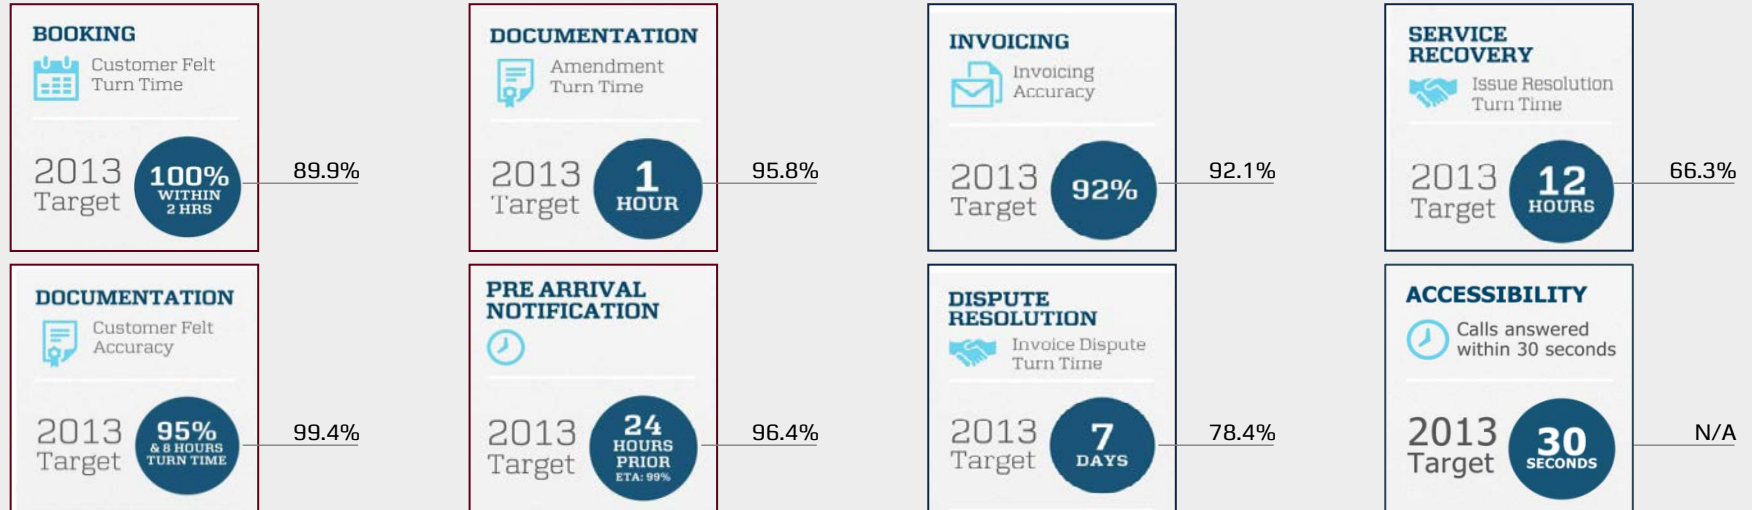 BOOKING
Customer Felt
Turn Time
2013
Target
100%
WITHIN
2 HRS
89.9%
DOCUMENTATION
Amendment
Turn Time
2013
Target
1
HOUR
95.8%
INVOICING
Invoicing
Accuracy
2013
Target
92%
92.1%
SERVICE
RECOVERY
Issue Resolution
Turn Time
2013
Target
12
HOURS
66.3%
DOCUMENTATION
Customer Felt
Accuracy
2013
Target
95%
& 8 HOURS
TURN TIME
99.4%
PRE ARRIVAL
NOTIFICATION
2013
Target
24
HOURS
PRIOR
ETA: 99%
96.4%
DISPUTE
RESOLUTION
Invoice Dispute
Turn Time
2013
Target
7
DAYS
78.4%
ACCESSIBILITY
Calls answered
within 30 seconds
2013
Target
30
SECONDS
N/A